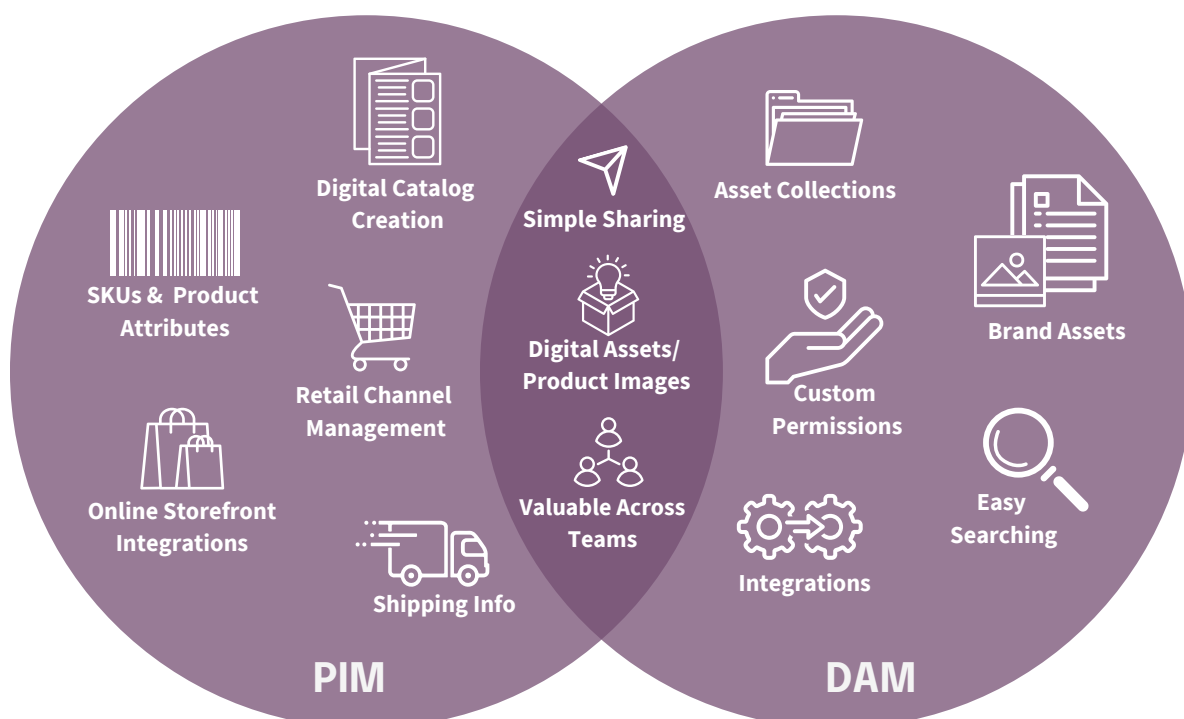 Digital Catalog
Creation
SKUs & Product
Attributes
Retail Channel
Management
Online Storefront
Integrations
Shipping Info
PIM
Simple Sharing
Digital Assets/
Product Images
Valuable Across
Teams
Asset Collections
Brand Assets
Custom
Permissions
Easy
Searching
Integrations
DAM